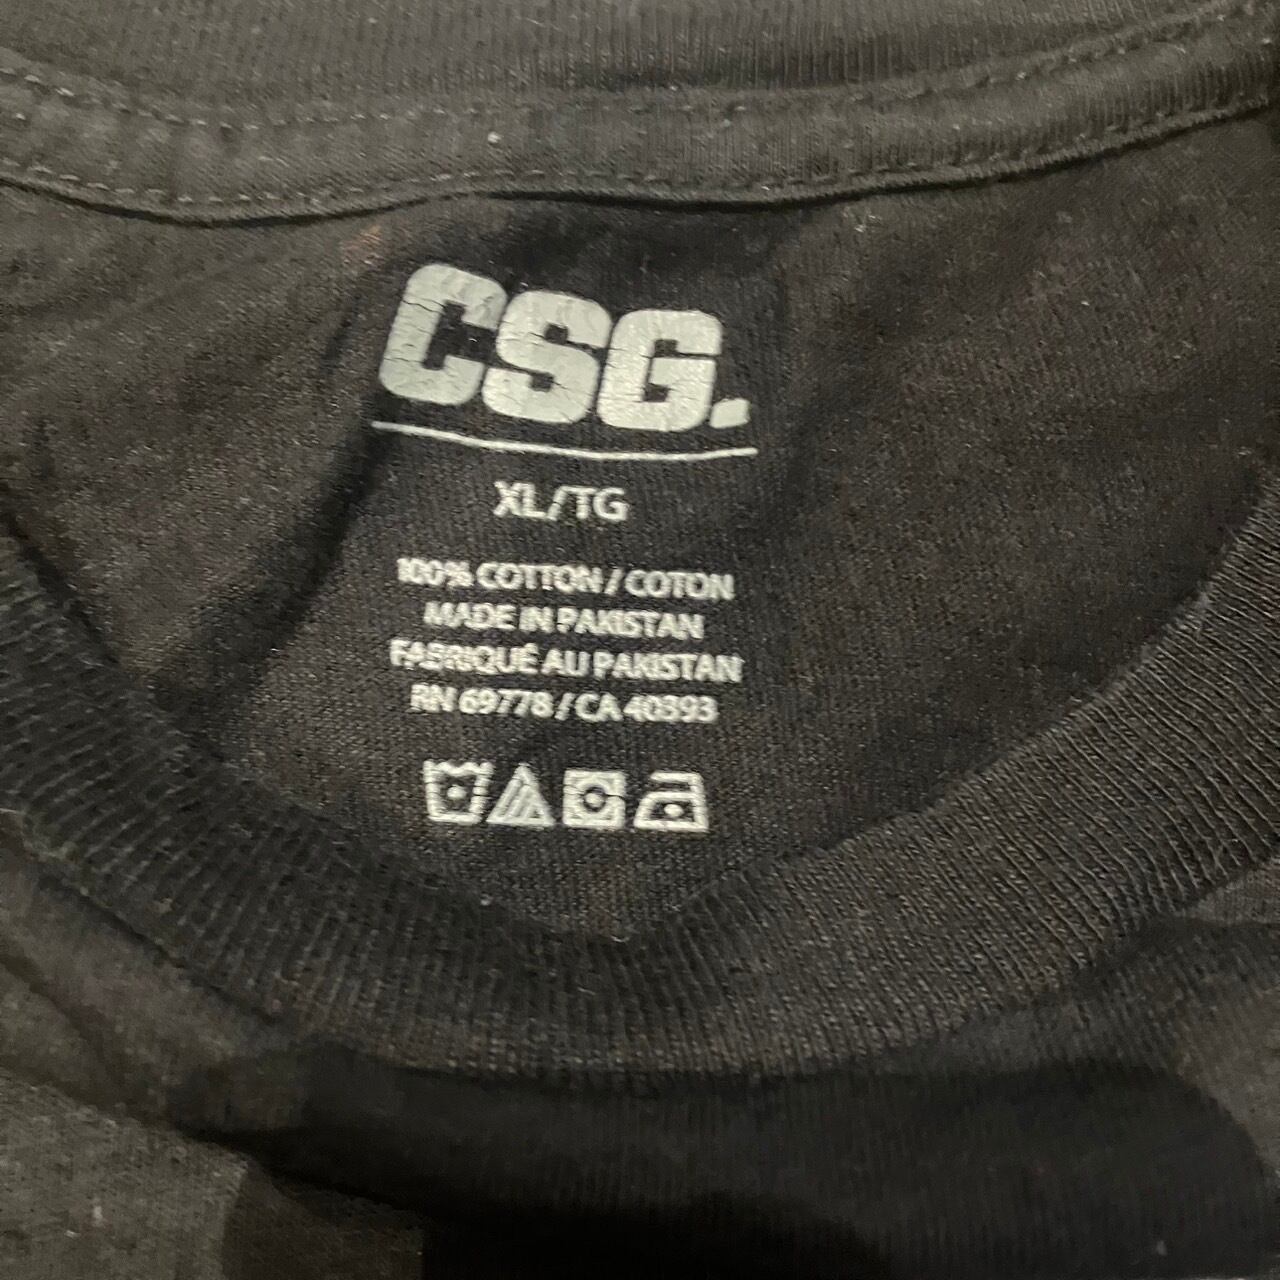 CSG.
XL/TG
100% COTTON / COTON
MADE IN PAKISTAN
FABRIQUÉ AU PAKISTAN
RN 69778 / CA 40393